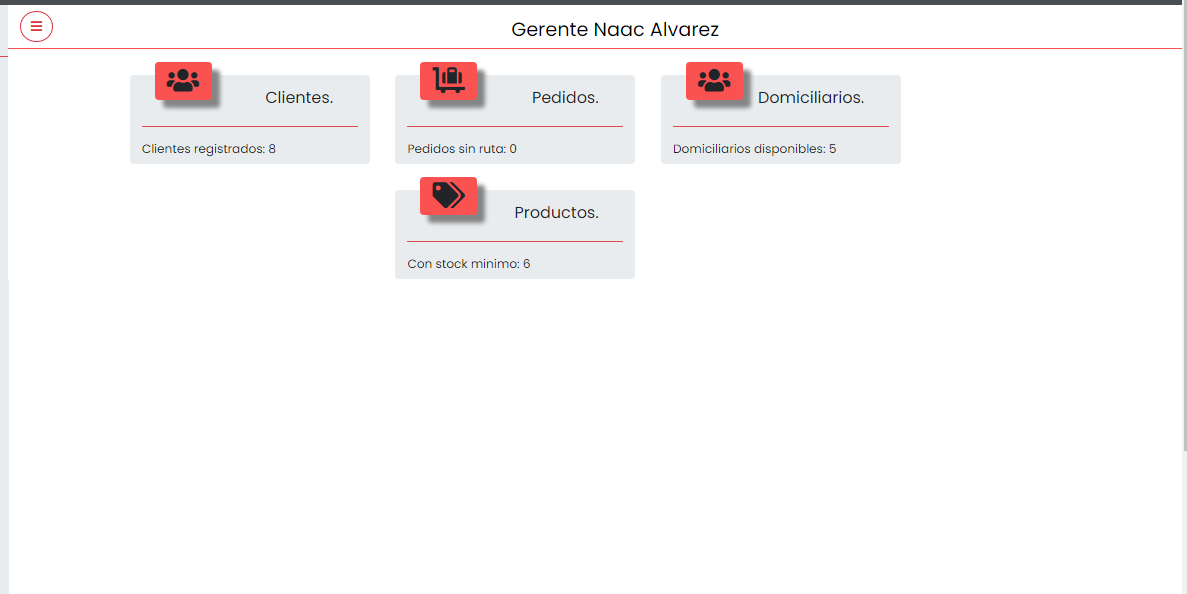 Gerente Naac Alvarez
Clientes.
Clientes registrados: 8
Pedidos.
Pedidos sin ruta: 0
Domiciliarios.
Domiciliarios disponibles: 5
Productos.
Con stock minimo: 6